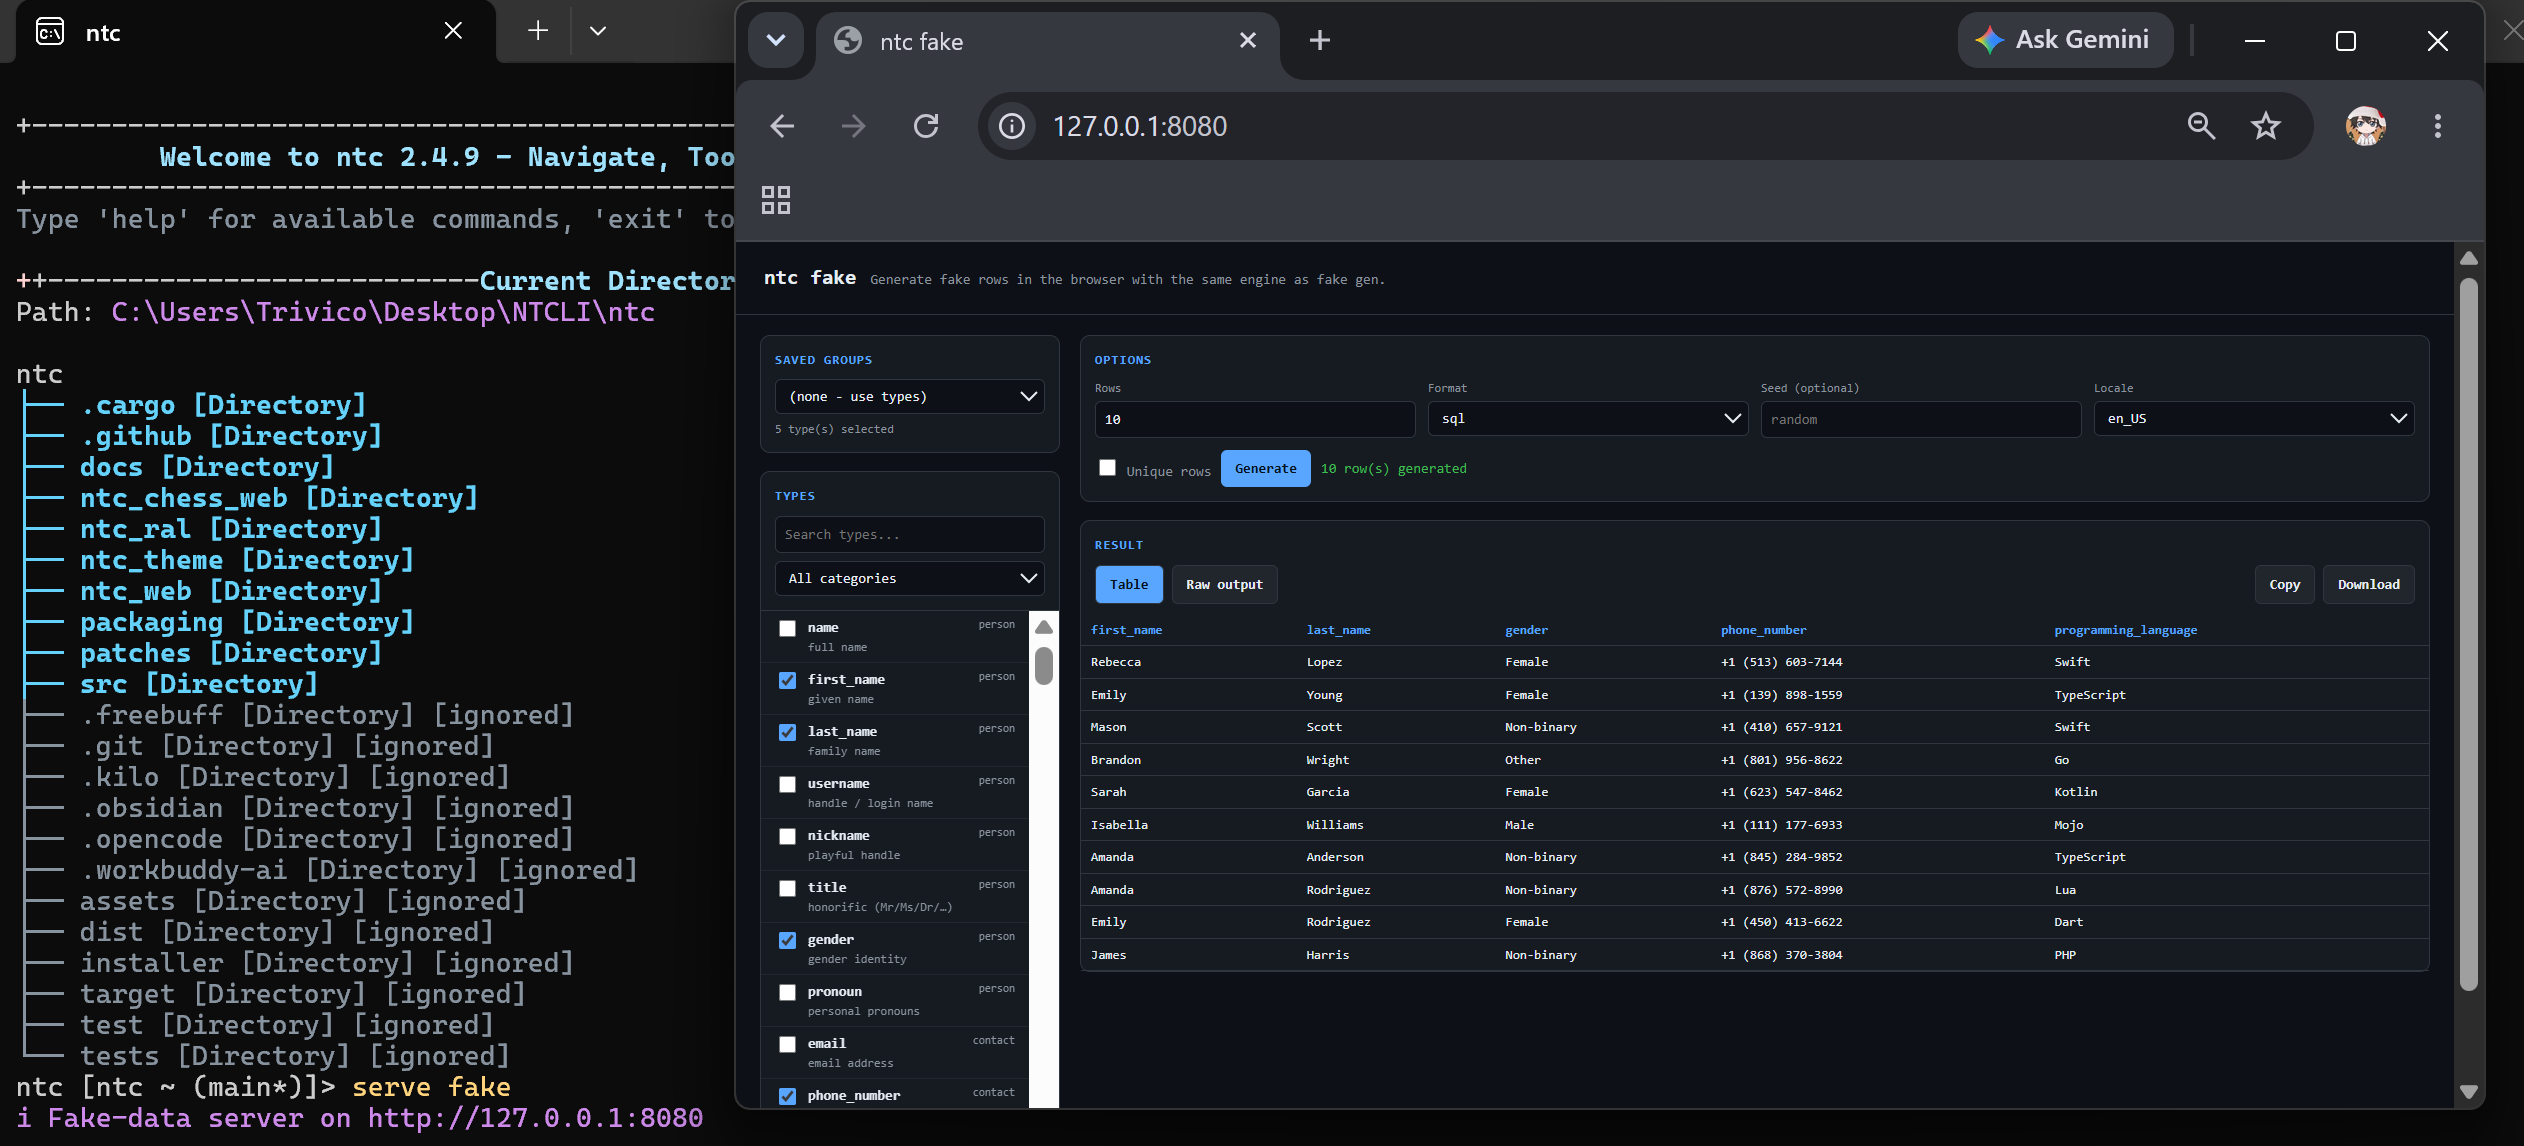 ntc
Welcome to ntc 2.4.9 - Navigate, Too
Type 'help' for available commands, 'exit' to
Current Director
Path: C:\Users\Trivico\Desktop\NTCLI\ntc
ntc
.cargo [Directory]
.github [Directory]
docs [Directory]
ntc_chess_web [Directory]
ntc_ral [Directory]
ntc_theme [Directory]
ntc_web [Directory]
packaging [Directory]
patches [Directory]
src [Directory]
.freebuff [Directory] [ignored]
.git [Directory] [ignored]
.kilo [Directory] [ignored]
.obsidian [Directory] [ignored]
.opencode [Directory] [ignored]
.workbuddy-ai [Directory] [ignored]
assets [Directory] [ignored]
dist [Directory] [ignored]
installer [Directory] [ignored]
target [Directory] [ignored]
test [Directory] [ignored]
tests [Directory] [ignored]
ntc [ntc ~ (main*)]> serve fake
i Fake-data server on http://127.0.0.1:8080
ntc fake
Ask Gemini
127.0.0.1:8080
ntc fake Generate fake rows in the browser with the same engine as fake gen.
SAVED GROUPS
(none - use types)
5 type(s) selected
TYPES
Search types...
All categories
name person
full name
first_name person
given name
last_name person
family name
username person
handle / login name
nickname person
playful handle
title person
honorific (Mr/Ms/Dr/…)
gender person
gender identity
pronoun person
personal pronouns
email contact
email address
phone_number contact
OPTIONS
Rows Format Seed (optional) Locale
10 sql random en_US
Unique rows Generate 10 row(s) generated
RESULT
Table Raw output Copy Download
first_name last_name gender phone_number programming_language
Rebecca Lopez Female +1 (513) 603-7144 Swift
Emily Young Female +1 (139) 898-1559 TypeScript
Mason Scott Non-binary +1 (410) 657-9121 Swift
Brandon Wright Other +1 (801) 956-8622 Go
Sarah Garcia Female +1 (623) 547-8462 Kotlin
Isabella Williams Male +1 (111) 177-6933 Mojo
Amanda Anderson Non-binary +1 (845) 284-9852 TypeScript
Amanda Rodriguez Non-binary +1 (876) 572-8990 Lua
Emily Rodriguez Female +1 (450) 413-6622 Dart
James Harris Non-binary +1 (868) 370-3804 PHP